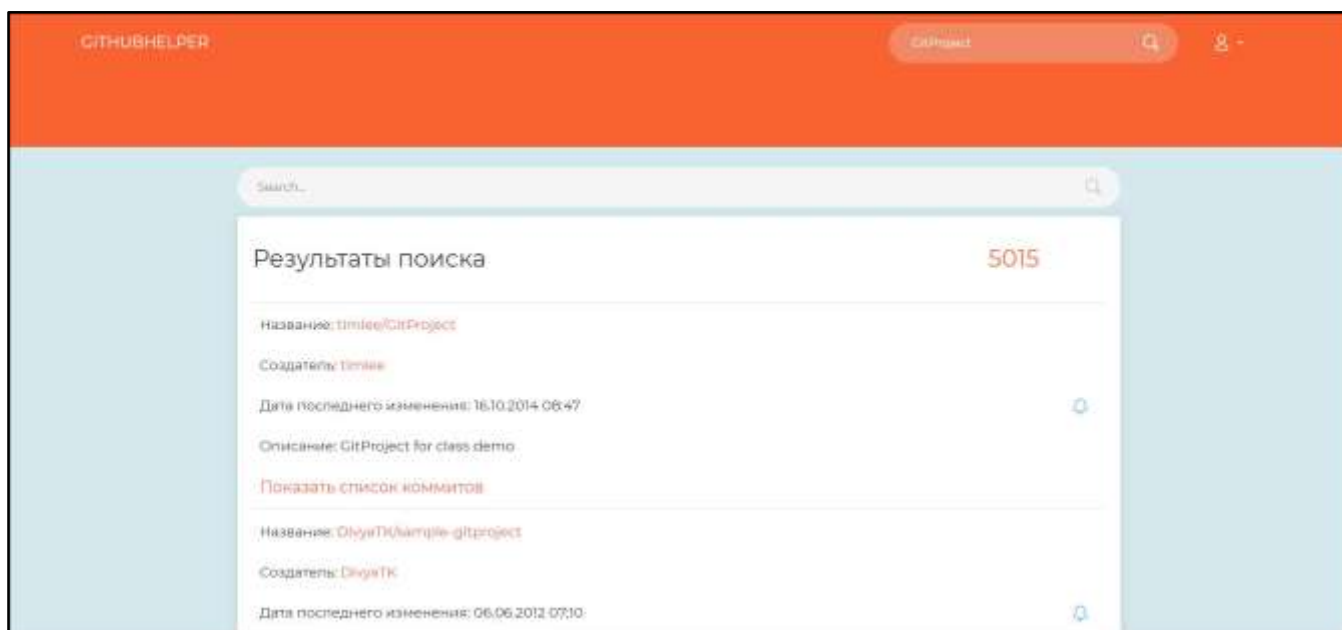 GITHUBHELPER
GitProject
Search...
Результаты поиска 5015
Название: timlee/GitProject
Создатель: timlee
Дата последнего изменения: 16.10.2014 08:47
Описание: GitProject for class demo
Показать список коммитов
Название: DivyaTK/sample-gitproject
Создатель: DivyaTK
Дата последнего изменения: 06.06.2012 07:10